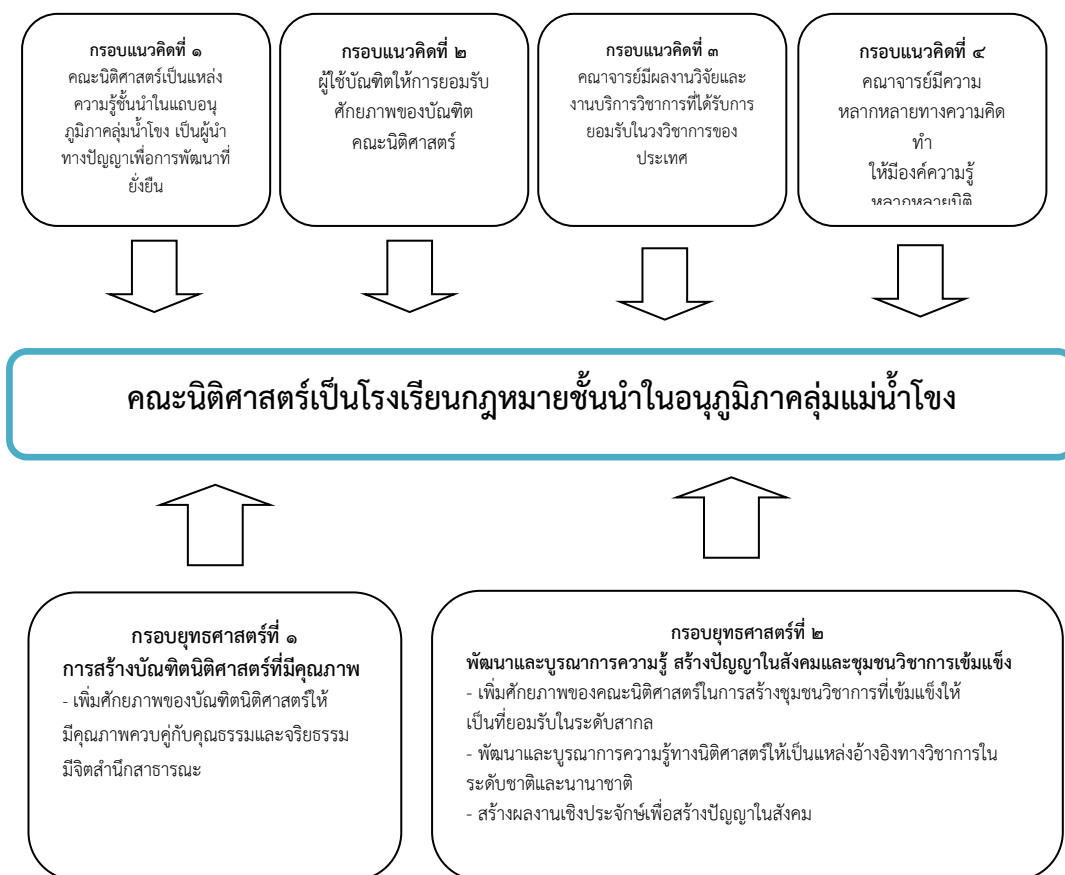 กรอบแนวคิดที่ ๑
คณะนิติศาสตร์เป็นแหล่ง
ความรู้ชั้นนำในแถบอนุ
ภูมิภาคลุ่มน้ำโขง เป็นผู้นำ
ทางปัญญาเพื่อการพัฒนาที่
ยั่งยืน
กรอบแนวคิดที่ ๒
ผู้ใช้บัณฑิตให้การยอมรับ
ศักยภาพของบัณฑิต
คณะนิติศาสตร์
กรอบแนวคิดที่ ๓
คณาจารย์มีผลงานวิจัยและ
งานบริการวิชาการที่ได้รับการ
ยอมรับในวงวิชาการของ
ประเทศ
กรอบแนวคิดที่ ๔
คณาจารย์มีความ
หลากหลายทางความคิด
ทำ
ให้มีองค์ความรู้
หลากหลายมิติ
คณะนิติศาสตร์เป็นโรงเรียนกฎหมายชั้นนำในอนุภูมิภาคลุ่มแม่น้ำโขง
กรอบยุทธศาสตร์ที่ ๑
การสร้างบัณฑิตนิติศาสตร์ที่มีคุณภาพ
- เพิ่มศักยภาพของบัณฑิตนิติศาสตร์ให้
มีคุณภาพควบคู่กับคุณธรรมและจริยธรรม
มีจิตสำนึกสาธารณะ
กรอบยุทธศาสตร์ที่ ๒
พัฒนาและบูรณาการความรู้ สร้างปัญญาในสังคมและชุมชนวิชาการเข้มแข็ง
- เพิ่มศักยภาพของคณะนิติศาสตร์ในการสร้างชุมชนวิชาการที่เข้มแข็งให้
เป็นที่ยอมรับในระดับสากล
- พัฒนาและบูรณาการความรู้ทางนิติศาสตร์ให้เป็นแหล่งอ้างอิงทางวิชาการใน
ระดับชาติและนานาชาติ
- สร้างผลงานเชิงประจักษ์เพื่อสร้างปัญญาในสังคม